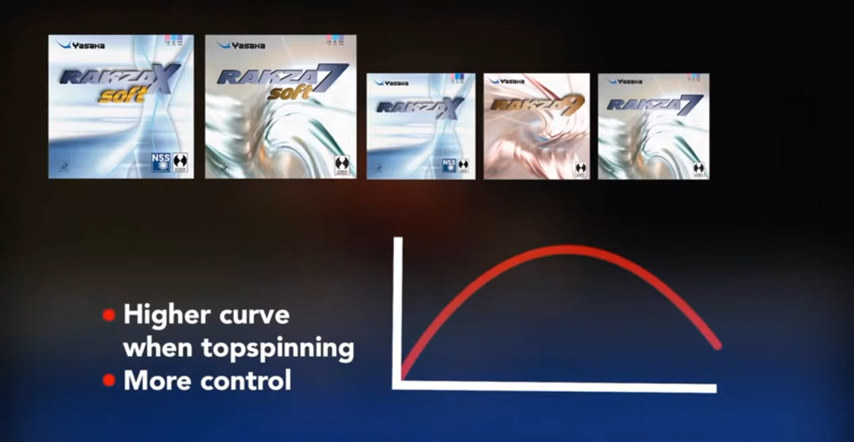 Yasaka
RAKZA X
soft
NSS
Yasaka
RAKZA 7
soft
Yasaka
RAKZA X
NSS
Yasaka
RAKZA 9
Yasaka
RAKZA 7
Higher curve
when topspinning
More control